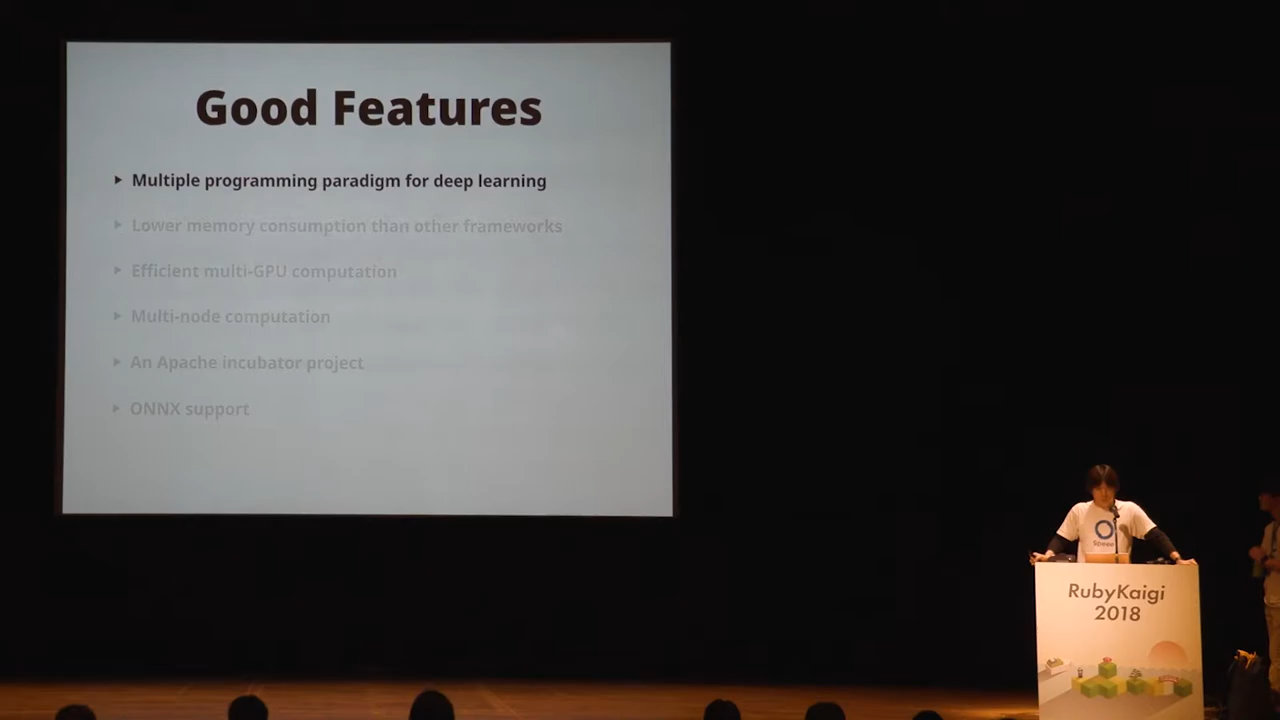 Good Features
Multiple programming paradigm for deep learning
Lower memory consumption than other frameworks
Efficient multi-GPU computation
Multi-node computation
An Apache incubator project
ONNX support
RubyKaigi
2018